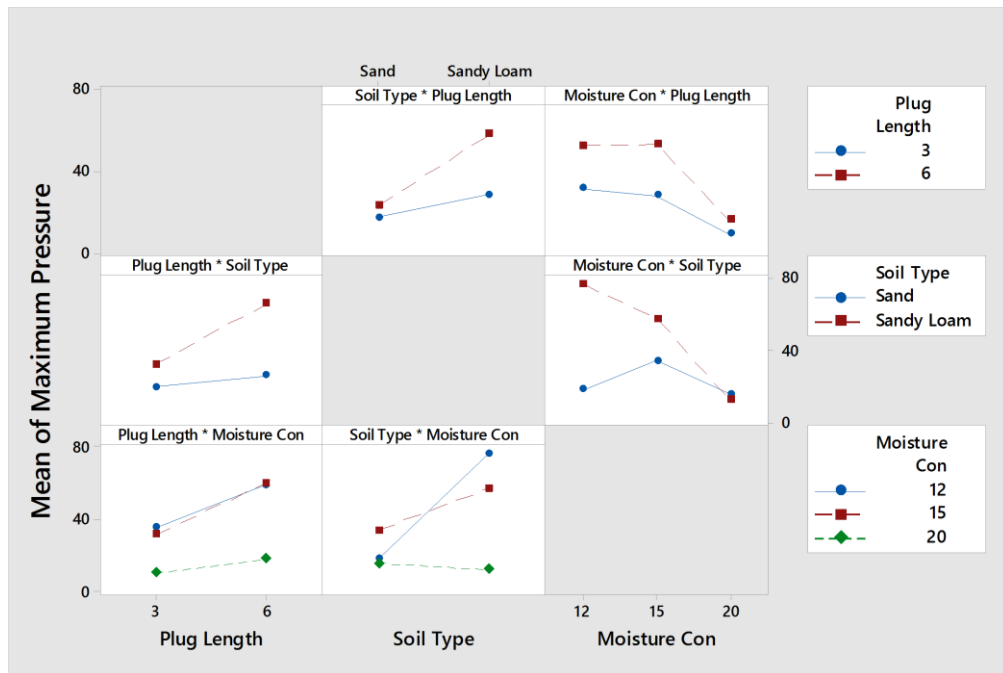 Sand Sandy Loam
80 Soil Type * Plug Length Moisture Con * Plug Length
40
0
Plug Length
3
6
Plug Length * Soil Type Moisture Con * Soil Type
80
40
0
Soil Type
Sand
Sandy Loam
Mean of Maximum Pressure
Plug Length * Moisture Con Soil Type * Moisture Con
80
40
0
Moisture
Con
12
15
20
3 6 12 15 20
Plug Length Soil Type Moisture Con